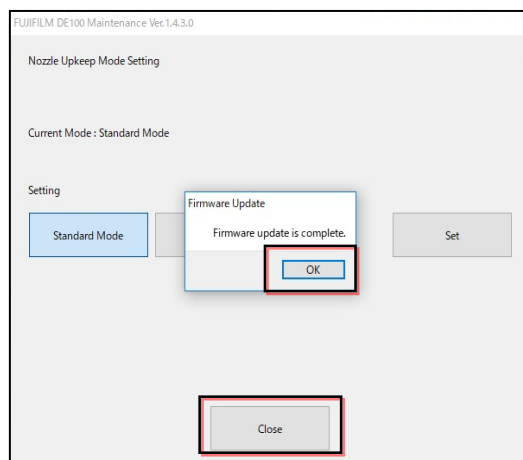 FUJIFILM DE100 Maintenance Ver.1.4.3.0
Nozzle Upkeep Mode Setting
Current Mode : Standard Mode
Setting
Firmware Update
Standard Mode
Firmware update is complete.
Set
OK
Close